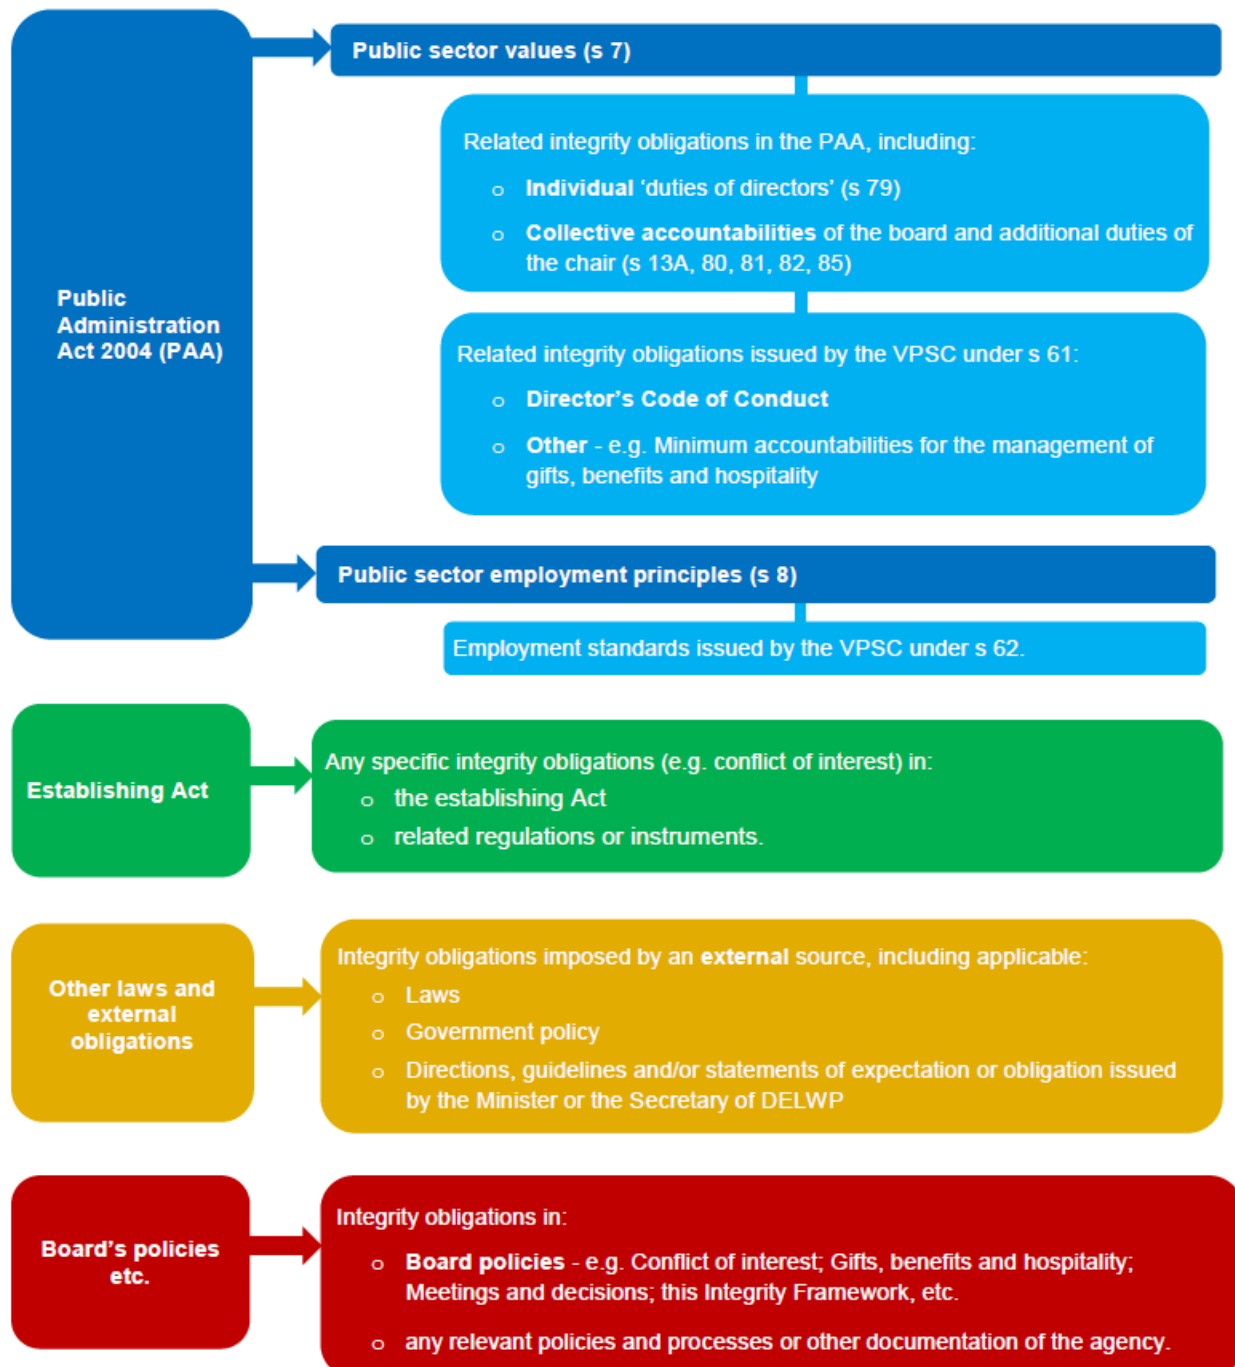 Public
Administration
Act 2004 (PAA)
Public sector values (s 7)
Related integrity obligations in the PAA, including:
o Individual ‘duties of directors’ (s 79)
o Collective accountabilities of the board and additional duties of
the chair (s 13A, 80, 81, 82, 85)
Related integrity obligations issued by the VPSC under s 61:
o Director’s Code of Conduct
o Other - e.g. Minimum accountabilities for the management of
gifts, benefits and hospitality
Public sector employment principles (s 8)
Employment standards issued by the VPSC under s 62.
Establishing Act
Any specific integrity obligations (e.g. conflict of interest) in:
o the establishing Act
o related regulations or instruments.
Other laws and
external
obligations
Integrity obligations imposed by an external source, including applicable:
o Laws
o Government policy
o Directions, guidelines and/or statements of expectation or obligation issued
by the Minister or the Secretary of DELWP
Board’s policies
etc.
Integrity obligations in:
o Board policies - e.g. Conflict of interest; Gifts, benefits and hospitality;
Meetings and decisions; this Integrity Framework, etc.
o any relevant policies and processes or other documentation of the agency.